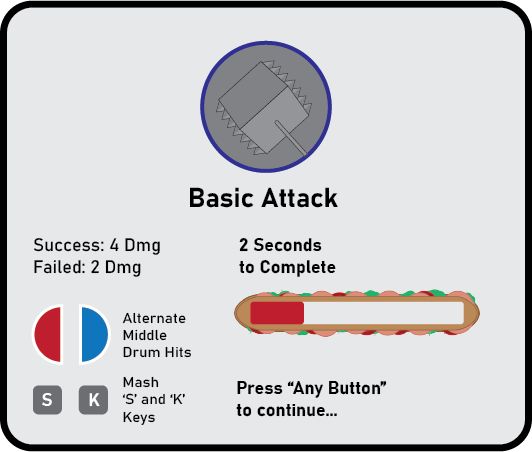 Basic Attack
Success: 4 Dmg
Failed: 2 Dmg
2 Seconds
to Complete
Alternate
Middle
Drum Hits
S
K
Mash
‘S’ and ‘K’
Keys
Press “Any Button”
to continue...